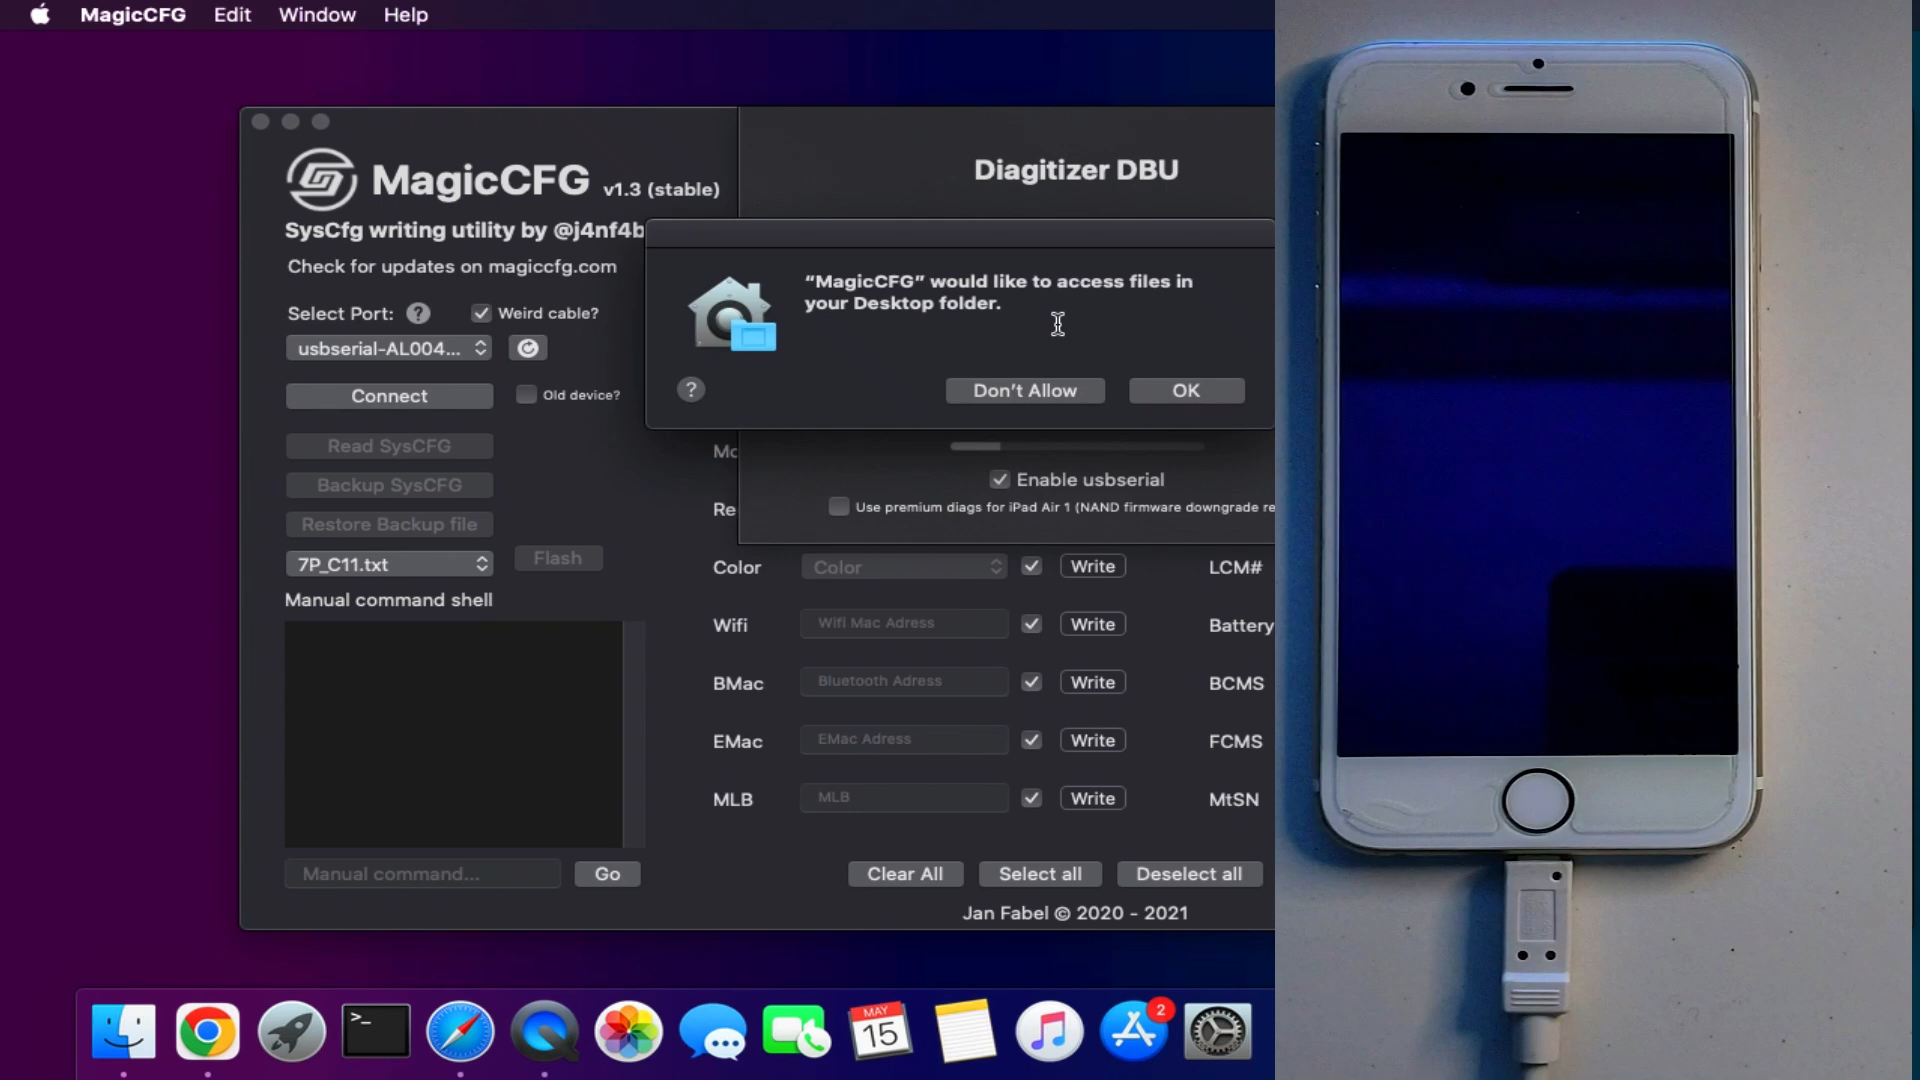 MagicCFG Edit Window Help
MagicCFG v1.3 (stable)
SysCfg writing utility by @j4nf4b
Check for updates on magiccfg.com
Select Port: ? Weird cable?
usbserial-AL004...
Connect Old device?
Read SysCFG
Backup SysCFG
Restore Backup file
7P_C11.txt Flash
Manual command shell
Manual command... Go
Diagitizer DBU
“MagicCFG” would like to access files in
your Desktop folder.
? Don’t Allow OK
Mo
Enable usbserial
Re
Use premium diags for iPad Air 1 (NAND firmware downgrade re
Color Color Write LCM#
Wifi Wifi Mac Adress Write Battery
BMac Bluetooth Adress Write BCMS
EMac EMac Adress Write FCMS
MLB MLB Write MtSN
Clear All Select all Deselect all
Jan Fabel © 2020 - 2021
>_
MAY
15
2